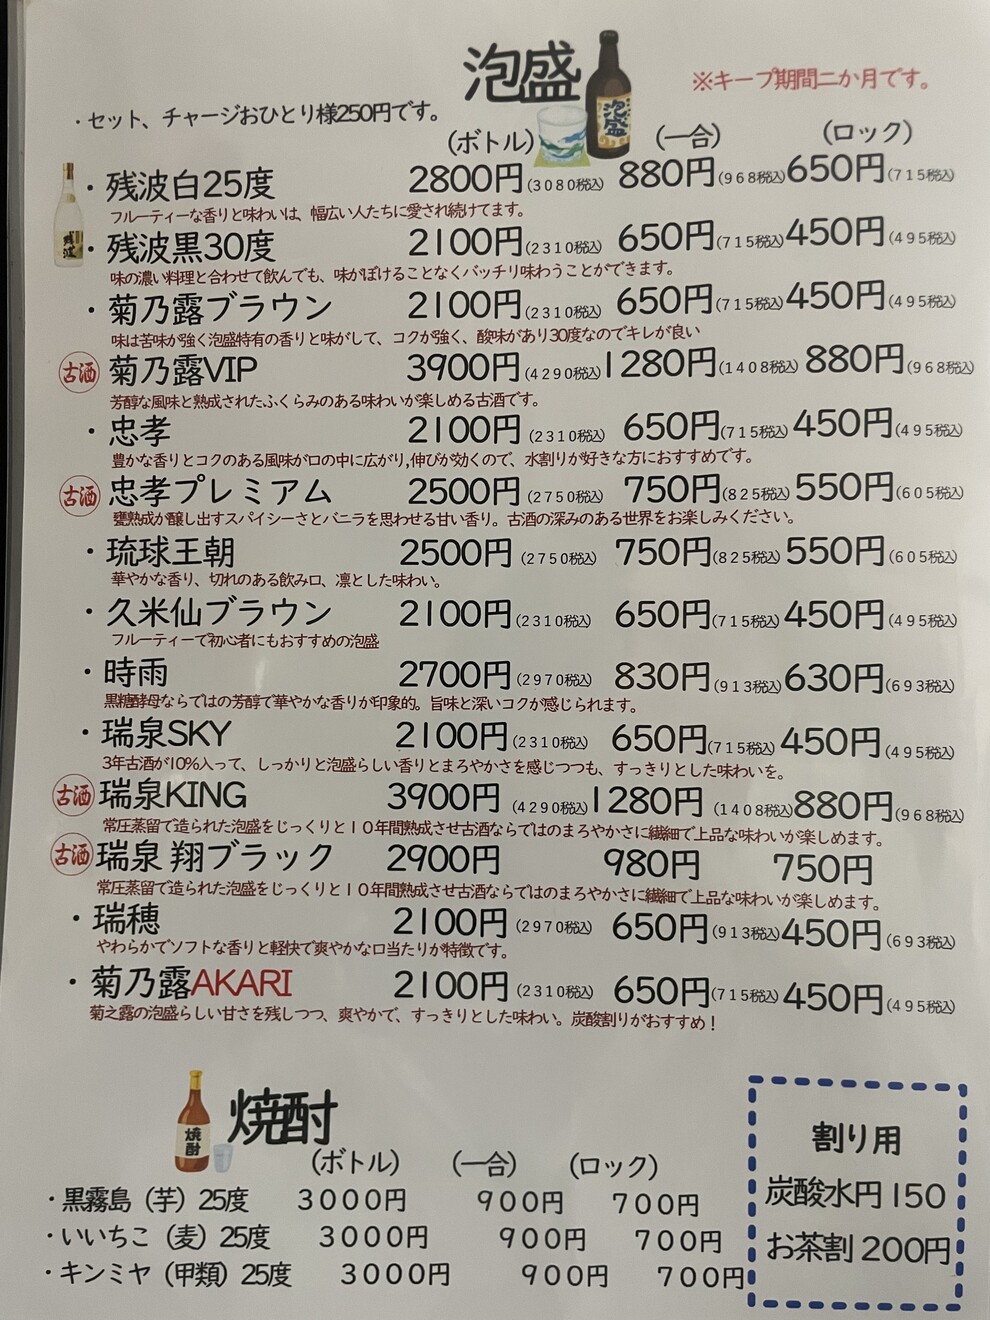 泡盛
泡盛
※キープ期間二か月です。
・セット、チャージおひとり様250円です。
(ボトル) (一合) (ロック)
残波
・残波白25度 2800円(3080税込) 880円(968税込) 650円(715税込)
フルーティーな香りと味わいは、幅広い人たちに愛され続けてます。
・残波黒30度 2100円(2310税込) 650円(715税込) 450円(495税込)
味の濃い料理と合わせて飲んでも、味がぼけることなくバッチリ味わうことができます。
・菊乃露ブラウン 2100円(2310税込) 650円(715税込) 450円(495税込)
味は苦味が強く泡盛特有の香りと味がして、コクが強く、酸味があり30度なのでキレが良い
古酒 菊乃露VIP 3900円(4290税込) 1280円(1408税込) 880円(968税込)
芳醇な風味と熟成されたふくらみのある味わいが楽しめる古酒です。
・忠孝 2100円(2310税込) 650円(715税込) 450円(495税込)
豊かな香りとコクのある風味が口の中に広がり,伸びが効くので、水割りが好きな方におすすめです。
古酒 忠孝プレミアム 2500円(2750税込) 750円(825税込) 550円(605税込)
甕熟成が醸し出すスパイシーさとバニラを思わせる甘い香り。古酒の深みのある世界をお楽しみください。
・琉球王朝 2500円(2750税込) 750円(825税込) 550円(605税込)
華やかな香り、切れのある飲み口、凛とした味わい。
・久米仙ブラウン 2100円(2310税込) 650円(715税込) 450円(495税込)
フルーティーで初心者にもおすすめの泡盛
・時雨 2700円(2970税込) 830円(913税込) 630円(693税込)
黒糖酵母ならではの芳醇で華やかな香りが印象的。旨味と深いコクが感じられます。
・瑞泉SKY 2100円(2310税込) 650円(715税込) 450円(495税込)
3年古酒が10%入って、しっかりと泡盛らしい香りとまろやかさを感じつつも、すっきりとした味わいを。
古酒 瑞泉KING 3900円(4290税込) 1280円(1408税込) 880円(968税込)
常圧蒸留で造られた泡盛をじっくりと10年間熟成させ古酒ならではのまろやかさに繊細で上品な味わいが楽しめます。
古酒 瑞泉 翔ブラック 2900円 980円 750円
常圧蒸留で造られた泡盛をじっくりと10年間熟成させ古酒ならではのまろやかさに繊細で上品な味わいが楽しめます。
・瑞穂 2100円(2970税込) 650円(913税込) 450円(693税込)
やわらかでソフトな香りと軽快で爽やかな口当たりが特徴です。
・菊乃露AKARI 2100円(2310税込) 650円(715税込) 450円(495税込)
菊之露の泡盛らしい甘さを残しつつ、爽やかで、すっきりとした味わい。炭酸割りがおすすめ！
焼酎
焼酎
(ボトル) (一合) (ロック)
・黒霧島（芋）25度 3000円 900円 700円
・いいちこ（麦）25度 3000円 900円 700円
・キンミヤ（甲類）25度 3000円 900円 700円
割り用
炭酸水円150
お茶割 200円